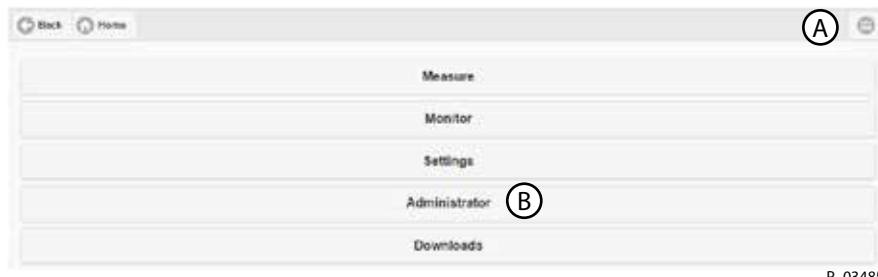 Back Home A
Measure
Monitor
Settings
Administrator B
Downloads